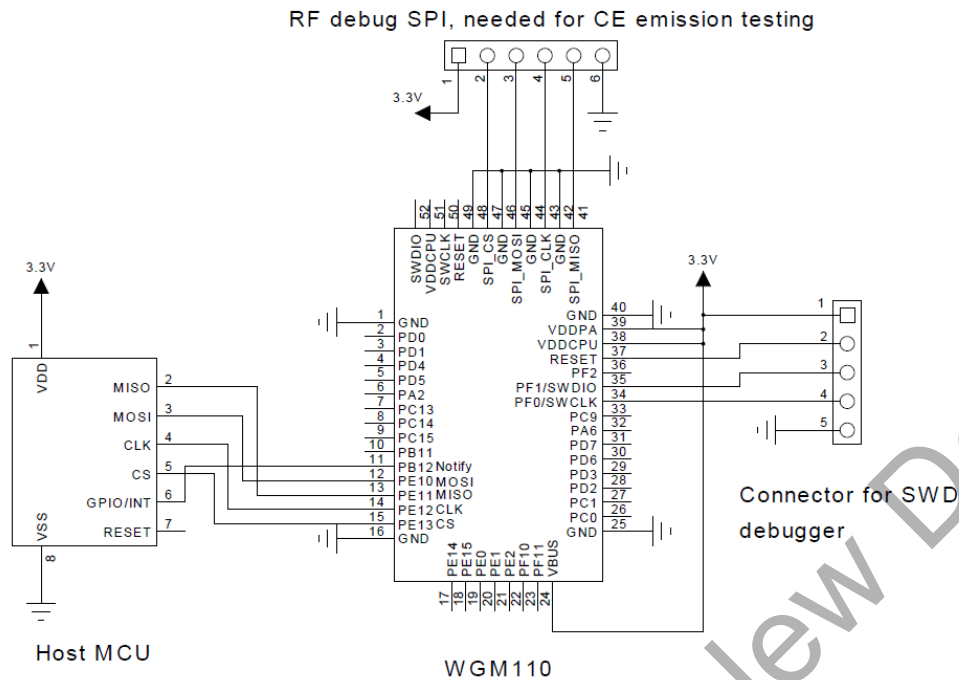 RF debug SPI, needed for CE emission testing
1 2 3 4 5 6
3.3V
52 51 50 49 48 47 46 45 44 43 42 41
SWDIO
VDDCPU
SWCLK
RESET
GND
SPI_CS
GND
SPI_MOSI
GND
SPI_CLK
GND
SPI_MISO
3.3V
1
VDD
MISO 2
MOSI 3
CLK 4
CS 5
GPIO/INT 6
RESET 7
VSS
8
Host MCU
1 GND
2 PD0
3 PD1
4 PD4
5 PD5
6 PA2
7 PC13
8 PC14
9 PC15
10 PB11
11 PB12 Notify
12 PE10 MOSI
13 PE11 MISO
14 PE12 CLK
15 PE13 CS
16 GND
PE14
PE15
PE0
PE1
PE2
PF10
PF11
VBUS
17 18 19 20 21 22 23 24
WGM110
GND 40
VDDPA 39
VDDCPU 38
RESET 37
PF2 36
PF1/SWDIO 35
PF0/SWCLK 34
PC9 33
PA6 32
PD7 31
PD6 30
PD3 29
PD2 28
PC1 27
PC0 26
GND 25
3.3V
1
2
3
4
5
Connector for SWD
debugger